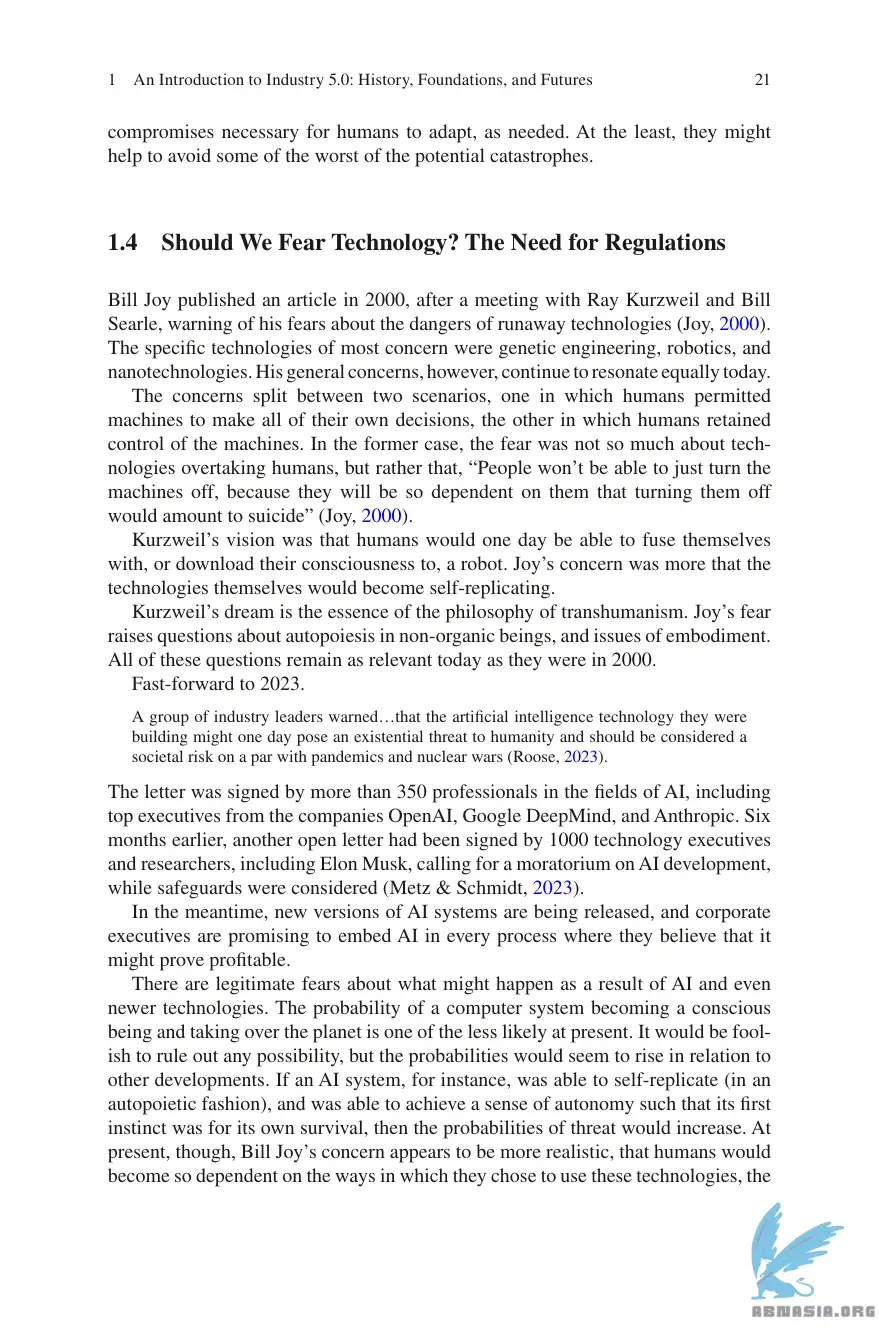 1 An Introduction to Industry 5.0: History, Foundations, and Futures 21
compromises necessary for humans to adapt, as needed. At the least, they might
help to avoid some of the worst of the potential catastrophes.
1.4 Should We Fear Technology? The Need for Regulations
Bill Joy published an article in 2000, after a meeting with Ray Kurzweil and Bill
Searle, warning of his fears about the dangers of runaway technologies (Joy, 2000).
The specific technologies of most concern were genetic engineering, robotics, and
nanotechnologies. His general concerns, however, continue to resonate equally today.
The concerns split between two scenarios, one in which humans permitted
machines to make all of their own decisions, the other in which humans retained
control of the machines. In the former case, the fear was not so much about tech-
nologies overtaking humans, but rather that, “People won’t be able to just turn the
machines off, because they will be so dependent on them that turning them off
would amount to suicide” (Joy, 2000).
Kurzweil’s vision was that humans would one day be able to fuse themselves
with, or download their consciousness to, a robot. Joy’s concern was more that the
technologies themselves would become self-replicating.
Kurzweil’s dream is the essence of the philosophy of transhumanism. Joy’s fear
raises questions about autopoiesis in non-organic beings, and issues of embodiment.
All of these questions remain as relevant today as they were in 2000.
Fast-forward to 2023.
A group of industry leaders warned…that the artificial intelligence technology they were
building might one day pose an existential threat to humanity and should be considered a
societal risk on a par with pandemics and nuclear wars (Roose, 2023).
The letter was signed by more than 350 professionals in the fields of AI, including
top executives from the companies OpenAI, Google DeepMind, and Anthropic. Six
months earlier, another open letter had been signed by 1000 technology executives
and researchers, including Elon Musk, calling for a moratorium on AI development,
while safeguards were considered (Metz & Schmidt, 2023).
In the meantime, new versions of AI systems are being released, and corporate
executives are promising to embed AI in every process where they believe that it
might prove profitable.
There are legitimate fears about what might happen as a result of AI and even
newer technologies. The probability of a computer system becoming a conscious
being and taking over the planet is one of the less likely at present. It would be fool-
ish to rule out any possibility, but the probabilities would seem to rise in relation to
other developments. If an AI system, for instance, was able to self-replicate (in an
autopoietic fashion), and was able to achieve a sense of autonomy such that its first
instinct was for its own survival, then the probabilities of threat would increase. At
present, though, Bill Joy’s concern appears to be more realistic, that humans would
become so dependent on the ways in which they chose to use these technologies, the
ABNASIA.ORG